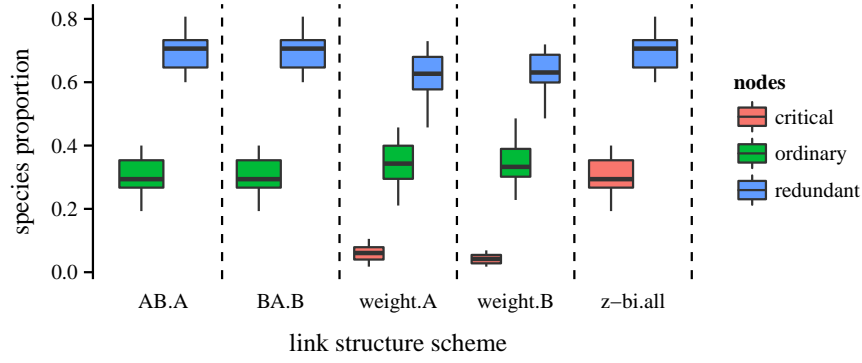 species proportion
0.8
0.6
0.4
0.2
0.0
AB.A BA.B weight.A weight.B z−bi.all
link structure scheme
nodes
critical
ordinary
redundant